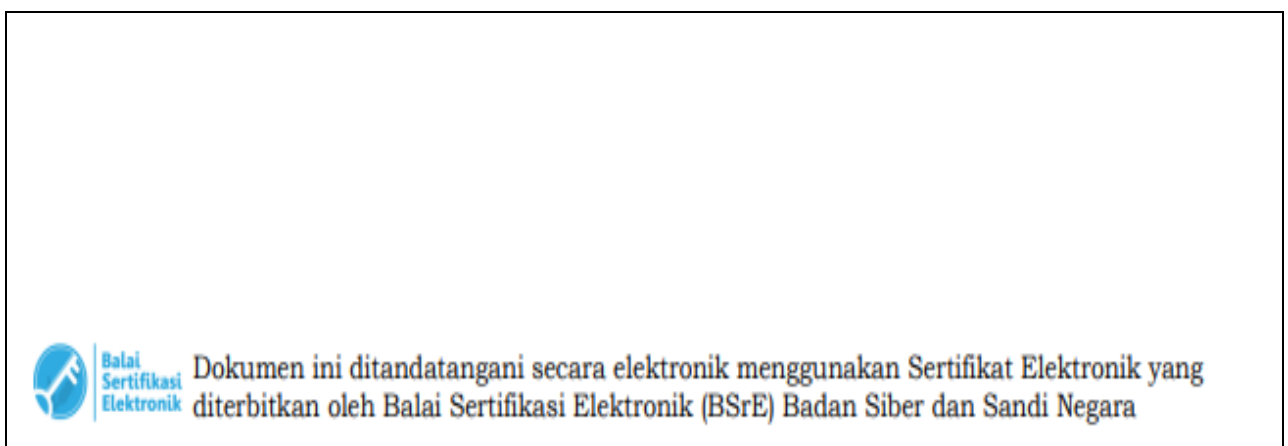 Balai
Sertifikasi
Elektronik
Dokumen ini ditandatangani secara elektronik menggunakan Sertifikat Elektronik yang
diterbitkan oleh Balai Sertifikasi Elektronik (BSrE) Badan Siber dan Sandi Negara